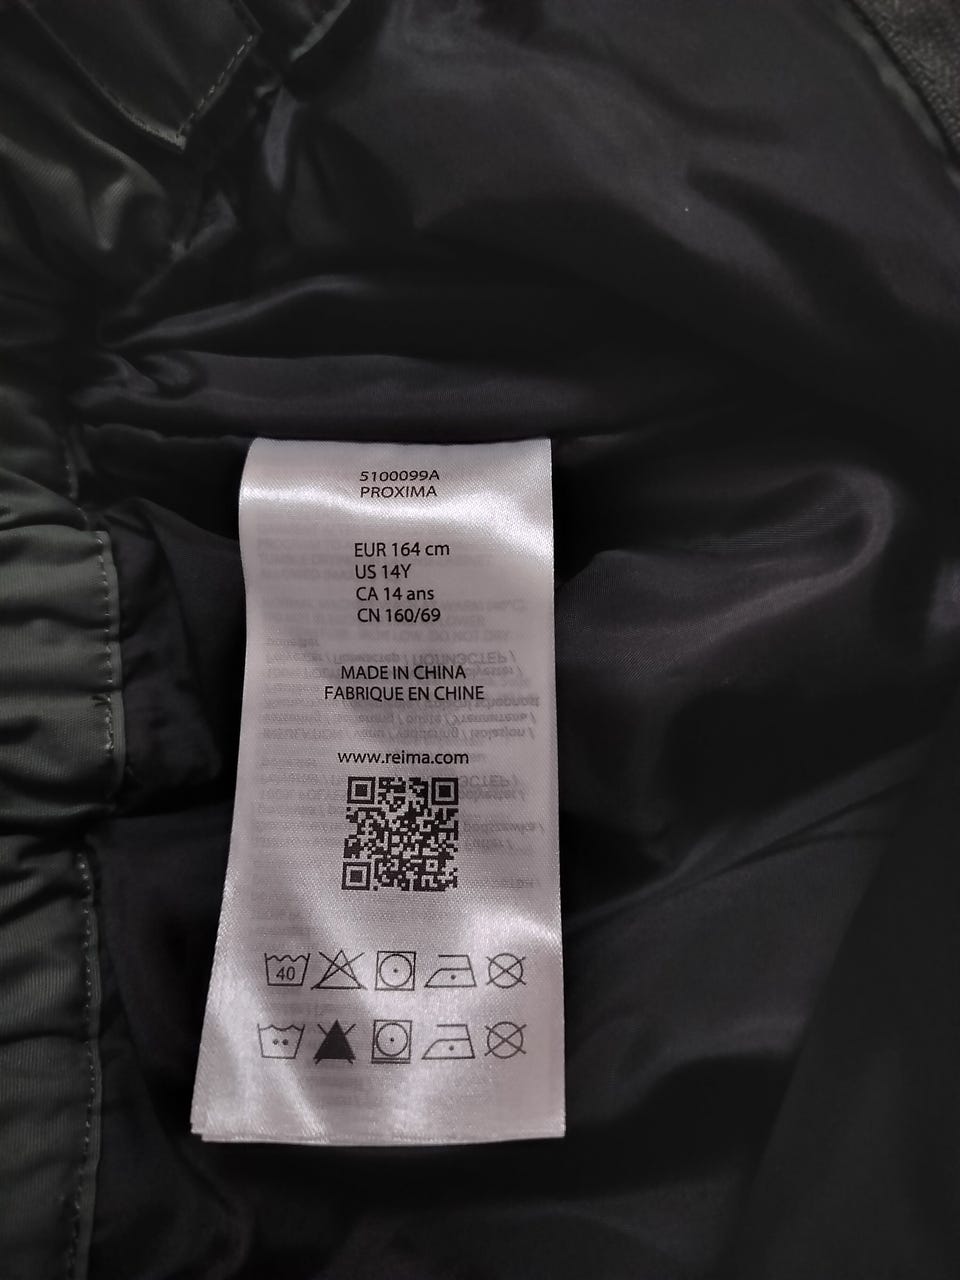 5100099A
PROXIMA
EUR 164 cm
US 14Y
CA 14 ans
CN 160/69
MADE IN CHINA
FABRIQUE EN CHINE
www.reima.com
40